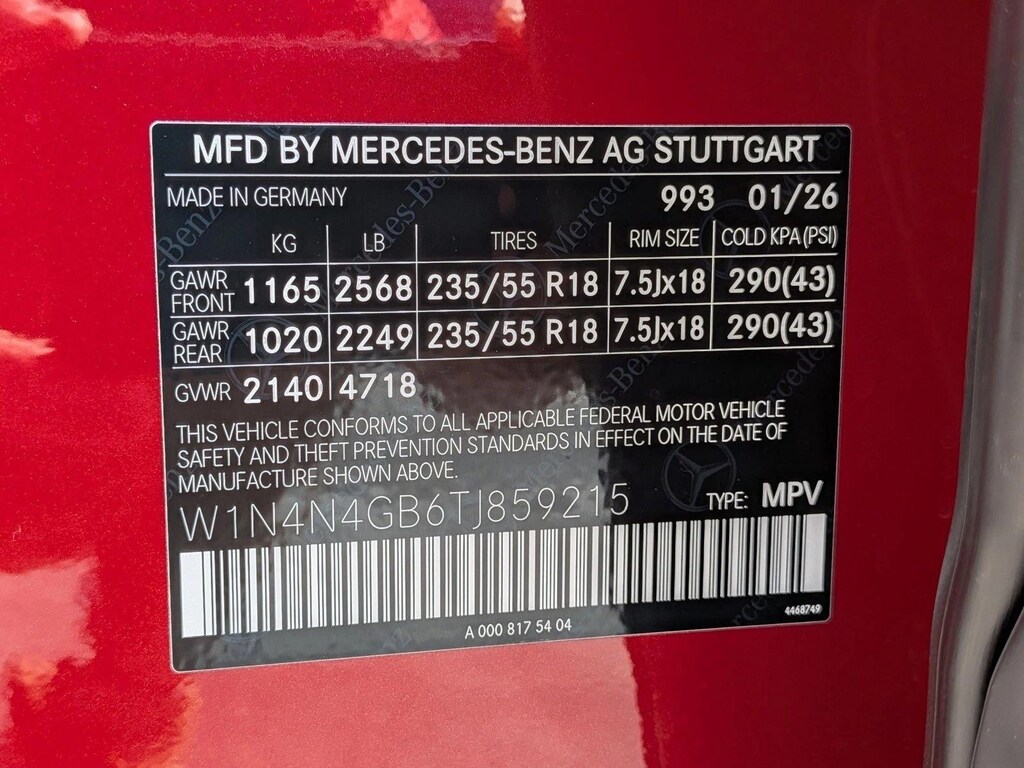 MFD BY MERCEDES-BENZ AG STUTTGART
MADE IN GERMANY 993 01/26
KG LB TIRES RIM SIZE COLD KPA(PSI)
GAWR FRONT 1165 2568 235/55 R18 7.5Jx18 290(43)
GAWR REAR 1020 2249 235/55 R18 7.5Jx18 290(43)
GVWR 2140 4718
THIS VEHICLE CONFORMS TO ALL APPLICABLE FEDERAL MOTOR VEHICLE
SAFETY AND THEFT PREVENTION STANDARDS IN EFFECT ON THE DATE OF
MANUFACTURE SHOWN ABOVE.
W1N4N4GB6TJ859215 TYPE: MPV
4468749
A 000 817 54 04